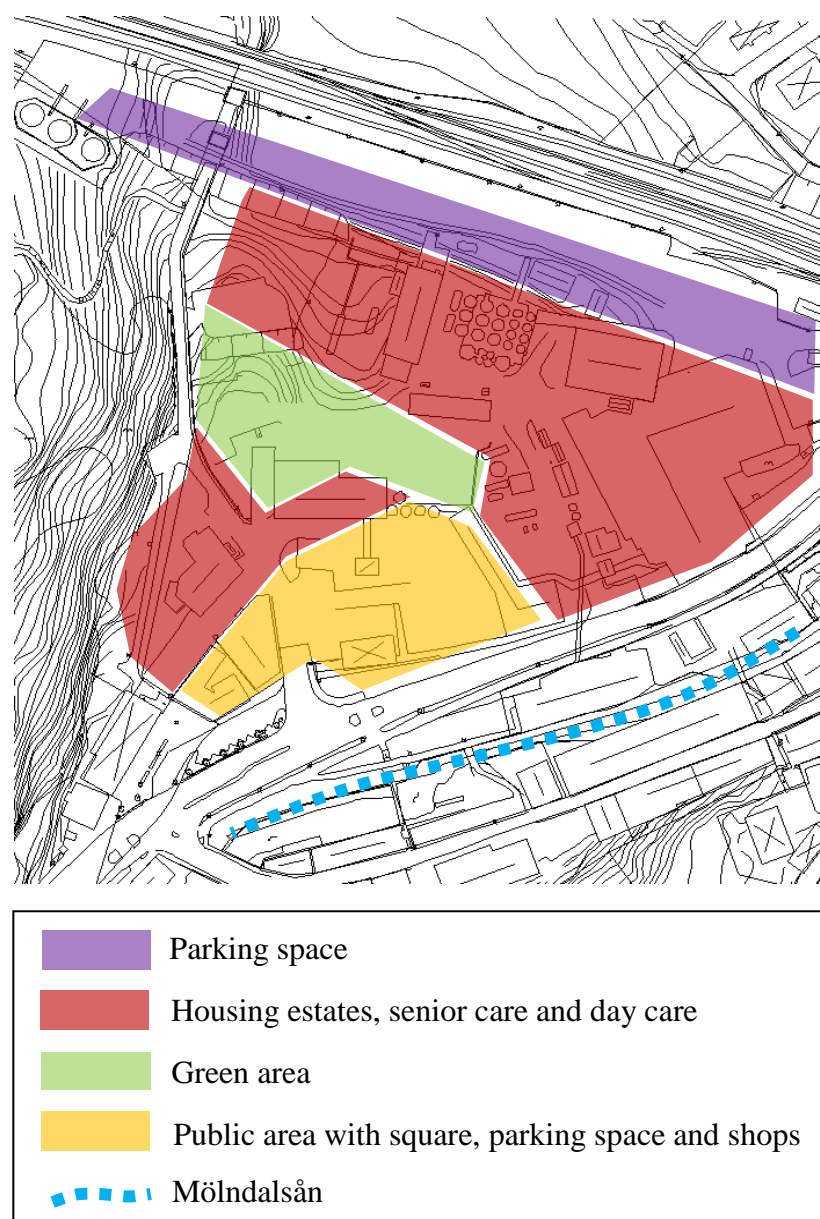 Parking space
Housing estates, senior care and day care
Green area
Public area with square, parking space and shops
Mölndalsån